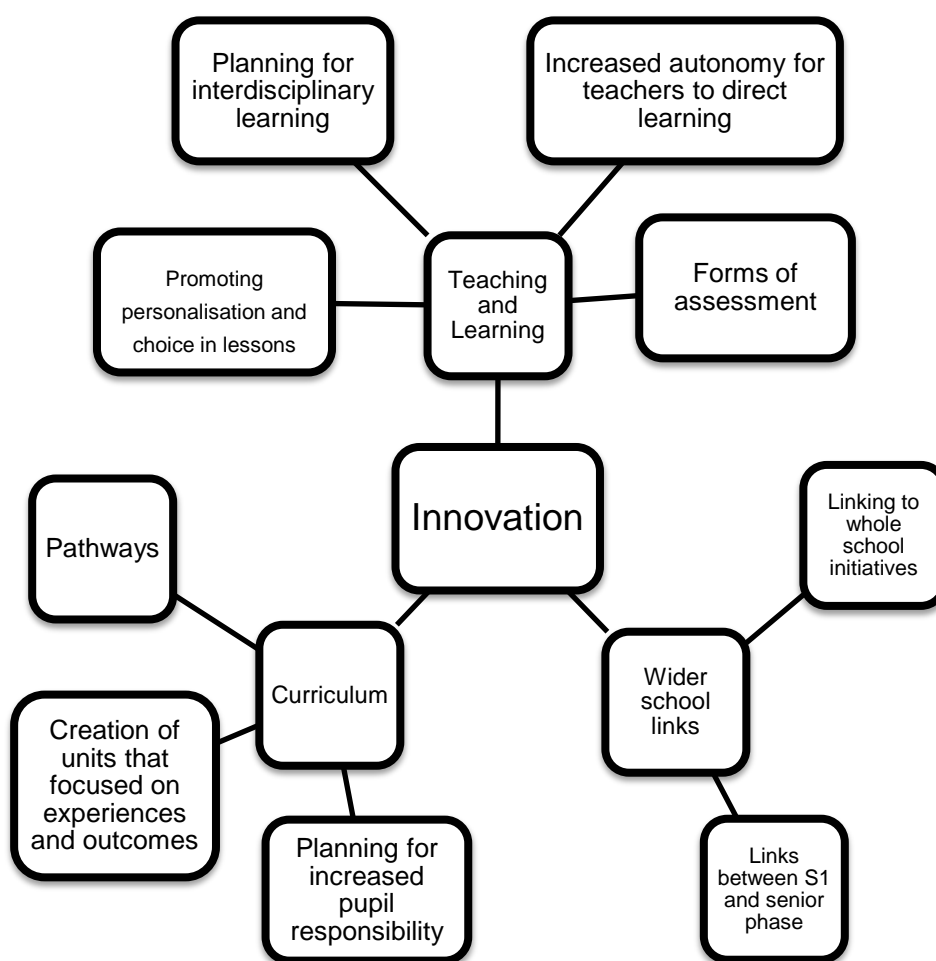 Planning for
interdisciplinary
learning
Increased autonomy for
teachers to direct
learning
Promoting
personalisation and
choice in lessons
Teaching
and
Learning
Forms of
assessment
Innovation
Pathways
Linking to
whole
school
initiatives
Curriculum
Wider
school
links
Creation of
units that
focused on
experiences
and outcomes
Planning for
increased
pupil
responsibility
Links
between S1
and senior
phase